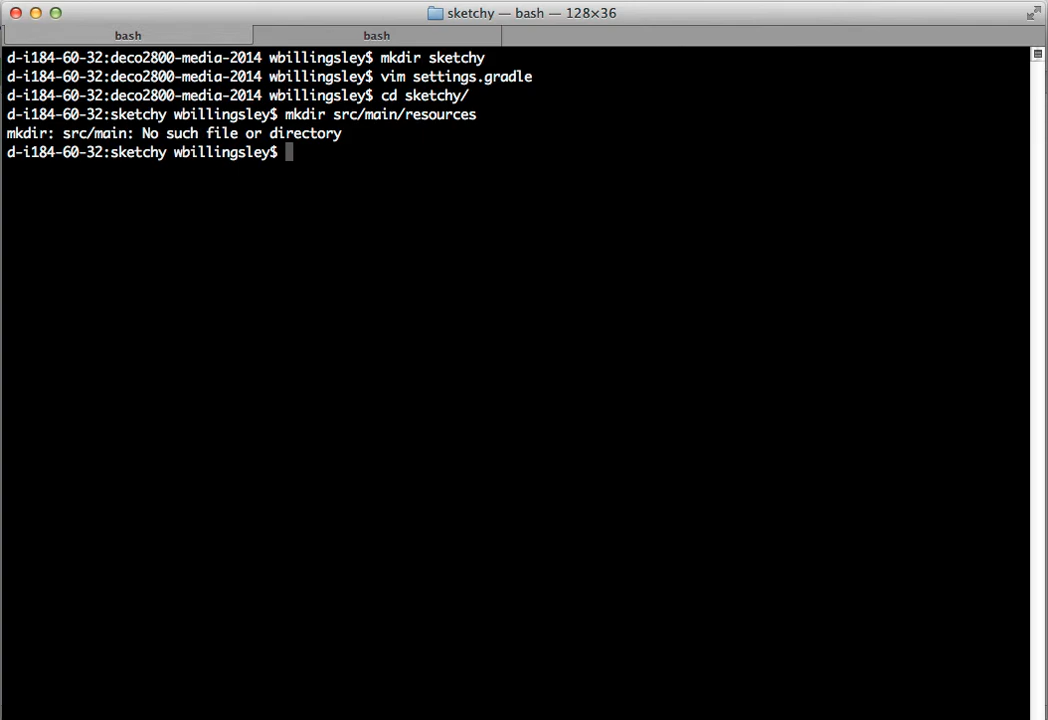 sketchy — bash — 128×36
bash bash
d-i184-60-32:deco2800-media-2014 wbillingsley$ mkdir sketchy
d-i184-60-32:deco2800-media-2014 wbillingsley$ vim settings.gradle
d-i184-60-32:deco2800-media-2014 wbillingsley$ cd sketchy/
d-i184-60-32:sketchy wbillingsley$ mkdir src/main/resources
mkdir: src/main: No such file or directory
d-i184-60-32:sketchy wbillingsley$